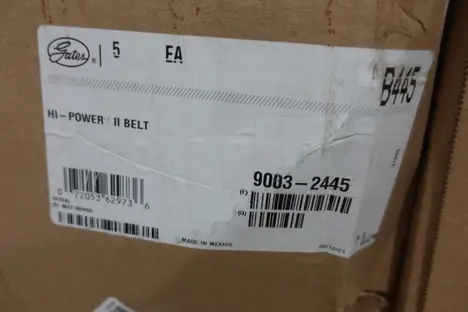 Gates® 5 EA
B445
HI-POWER II BELT
0 72053 62973 6
(F) 9003-2445
(Q)
MADE IN MEXICO